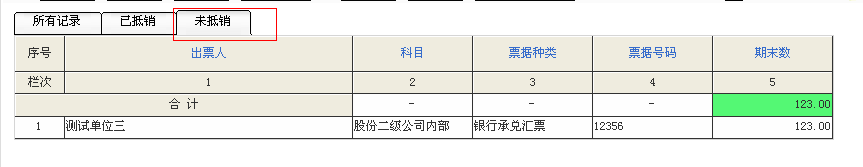 所有记录 已抵销 未抵销
序号 出票人 科目 票据种类 票据号码 期末数
栏次 1 2 3 4 5
合 计 - - - 123.00
1 测试单位三 股份二级公司内部 银行承兑汇票 12356 123.00